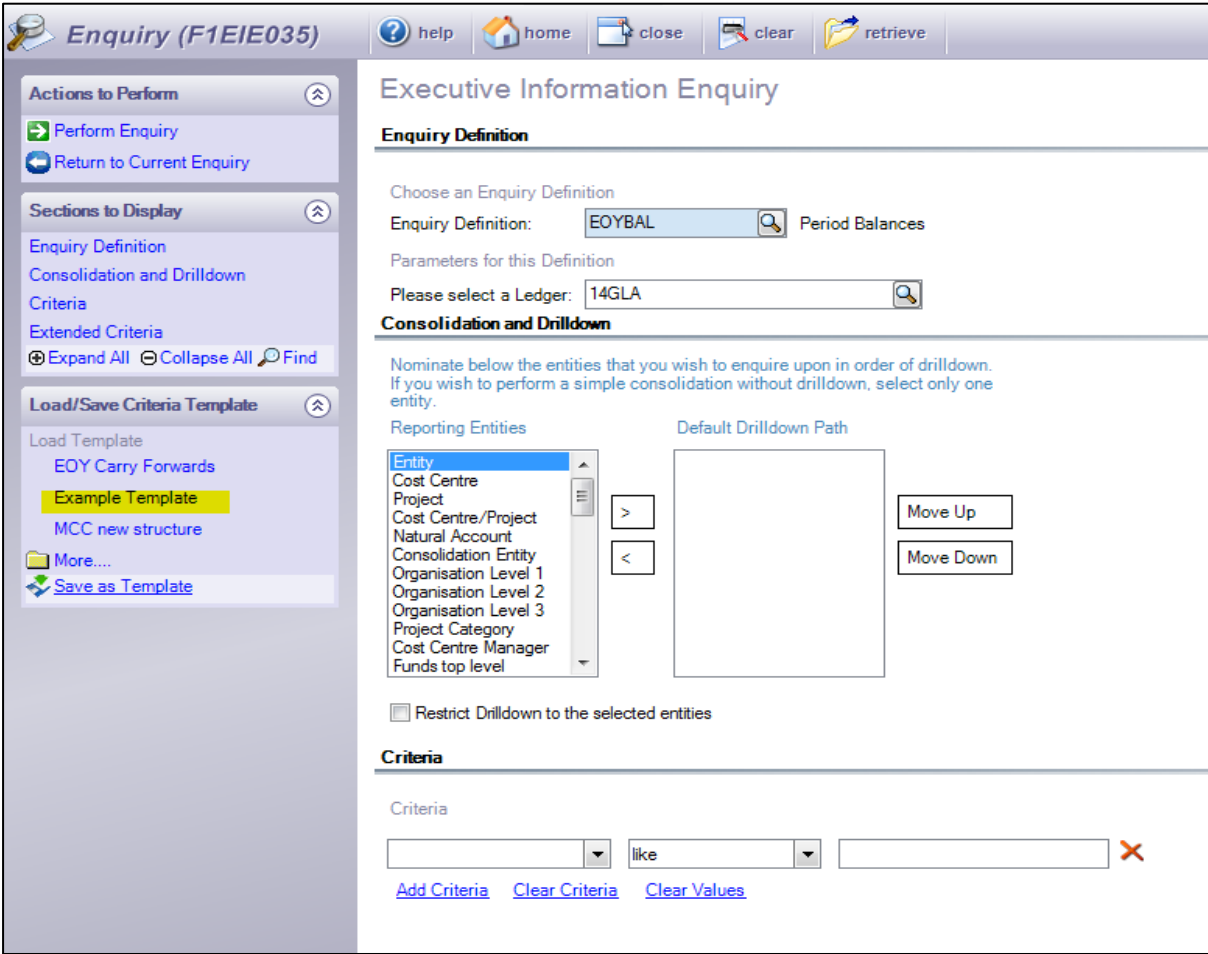 Enquiry (F1EIE035)
help
home
close
clear
retrieve
Actions to Perform
Perform Enquiry
Return to Current Enquiry
Sections to Display
Enquiry Definition
Consolidation and Drilldown
Criteria
Extended Criteria
Expand All Collapse All Find
Load/Save Criteria Template
Load Template
EOY Carry Forwards
Example Template
MCC new structure
More....
Save as Template
Executive Information Enquiry
Enquiry Definition
Choose an Enquiry Definition
Enquiry Definition: EOYBAL Period Balances
Parameters for this Definition
Please select a Ledger: 14GLA
Consolidation and Drilldown
Nominate below the entities that you wish to enquire upon in order of drilldown.
If you wish to perform a simple consolidation without drilldown, select only one
entity.
Reporting Entities
Entity
Cost Centre
Project
Cost Centre/Project
Natural Account
Consolidation Entity
Organisation Level 1
Organisation Level 2
Organisation Level 3
Project Category
Cost Centre Manager
Funds top level
>
<
Default Drilldown Path
Move Up
Move Down
Restrict Drilldown to the selected entities
Criteria
Criteria
like
Add Criteria Clear Criteria Clear Values